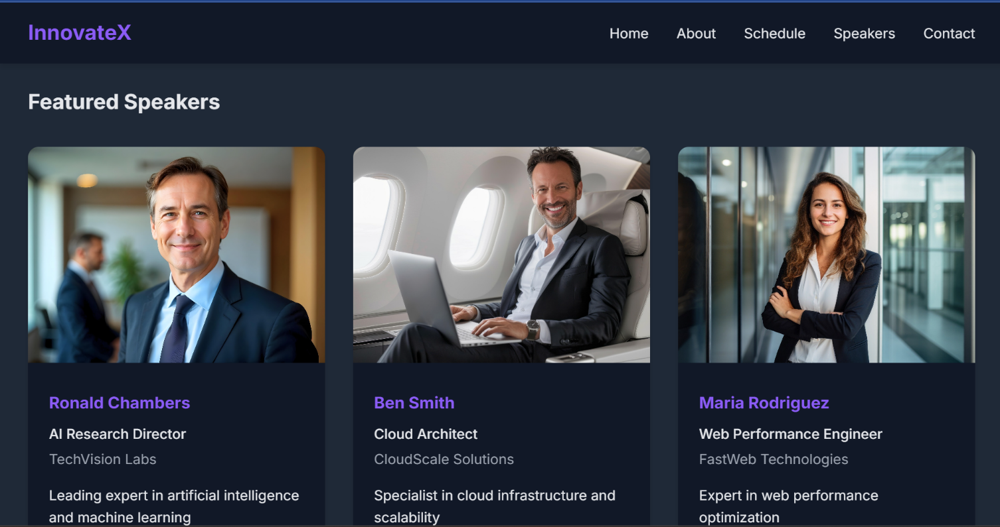 InnovateX
Home About Schedule Speakers Contact
Featured Speakers
Ronald Chambers
AI Research Director
TechVision Labs
Leading expert in artificial intelligence
and machine learning
Ben Smith
Cloud Architect
CloudScale Solutions
Specialist in cloud infrastructure and
scalability
Maria Rodriguez
Web Performance Engineer
FastWeb Technologies
Expert in web performance
optimization